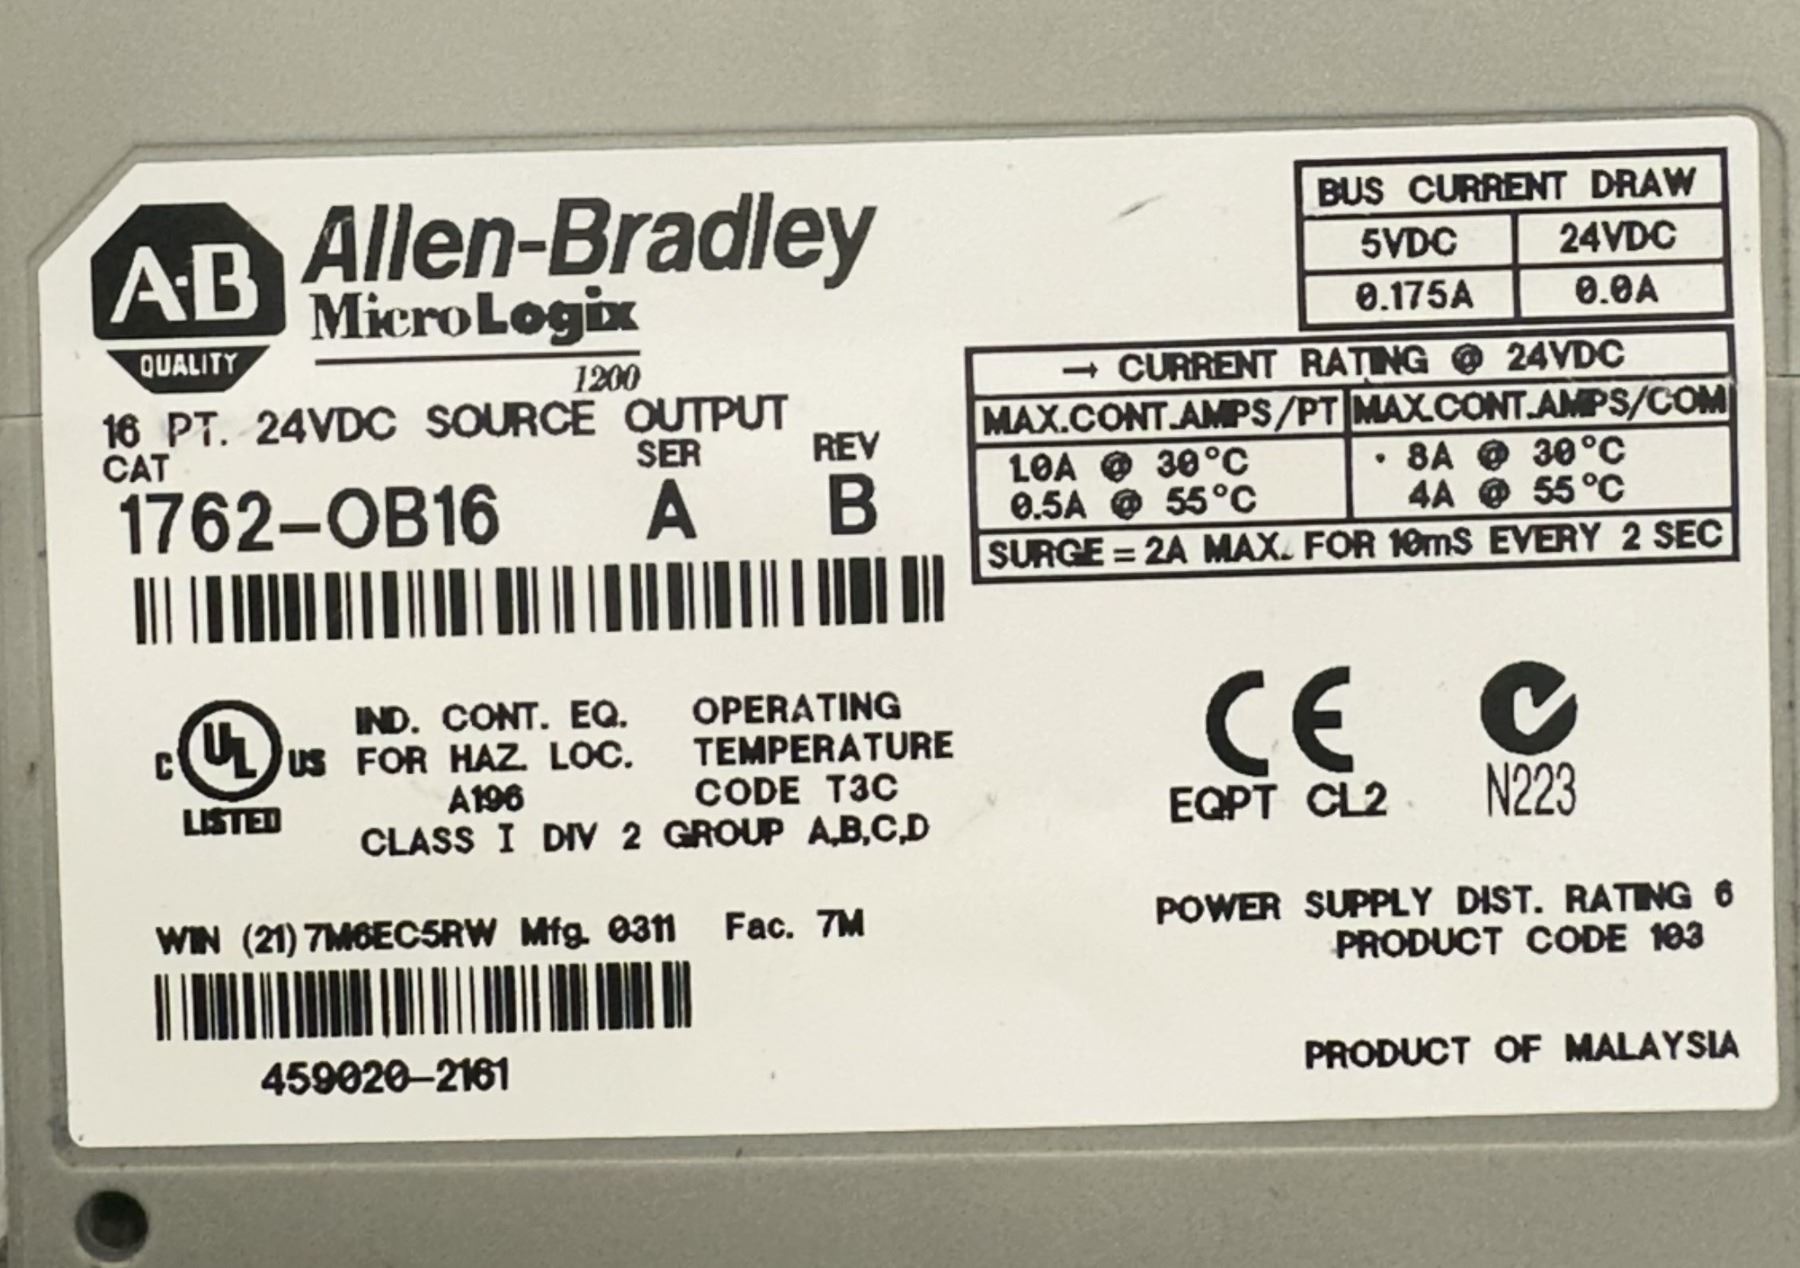 A-B
QUALITY
Allen-Bradley
MicroLogix
1200
16 PT. 24VDC SOURCE OUTPUT
CAT SER REV
1762-OB16 A B
BUS CURRENT DRAW
5VDC 24VDC
0.175A 0.0A
→ CURRENT RATING @ 24VDC
MAX.CONT.AMPS/PT MAX.CONT.AMPS/COM
1.0A @ 30°C 8A @ 30°C
0.5A @ 55°C 4A @ 55°C
SURGE = 2A MAX. FOR 10mS EVERY 2 SEC
C UL US
LISTED
IND. CONT. EQ.
FOR HAZ. LOC.
A196
OPERATING
TEMPERATURE
CODE T3C
CLASS I DIV 2 GROUP A,B,C,D
CE
EQPT CL2
N223
WIN (21) 7M6EC5RW Mfg. 0311 Fac. 7M
459020-2161
POWER SUPPLY DIST. RATING 6
PRODUCT CODE 103
PRODUCT OF MALAYSIA